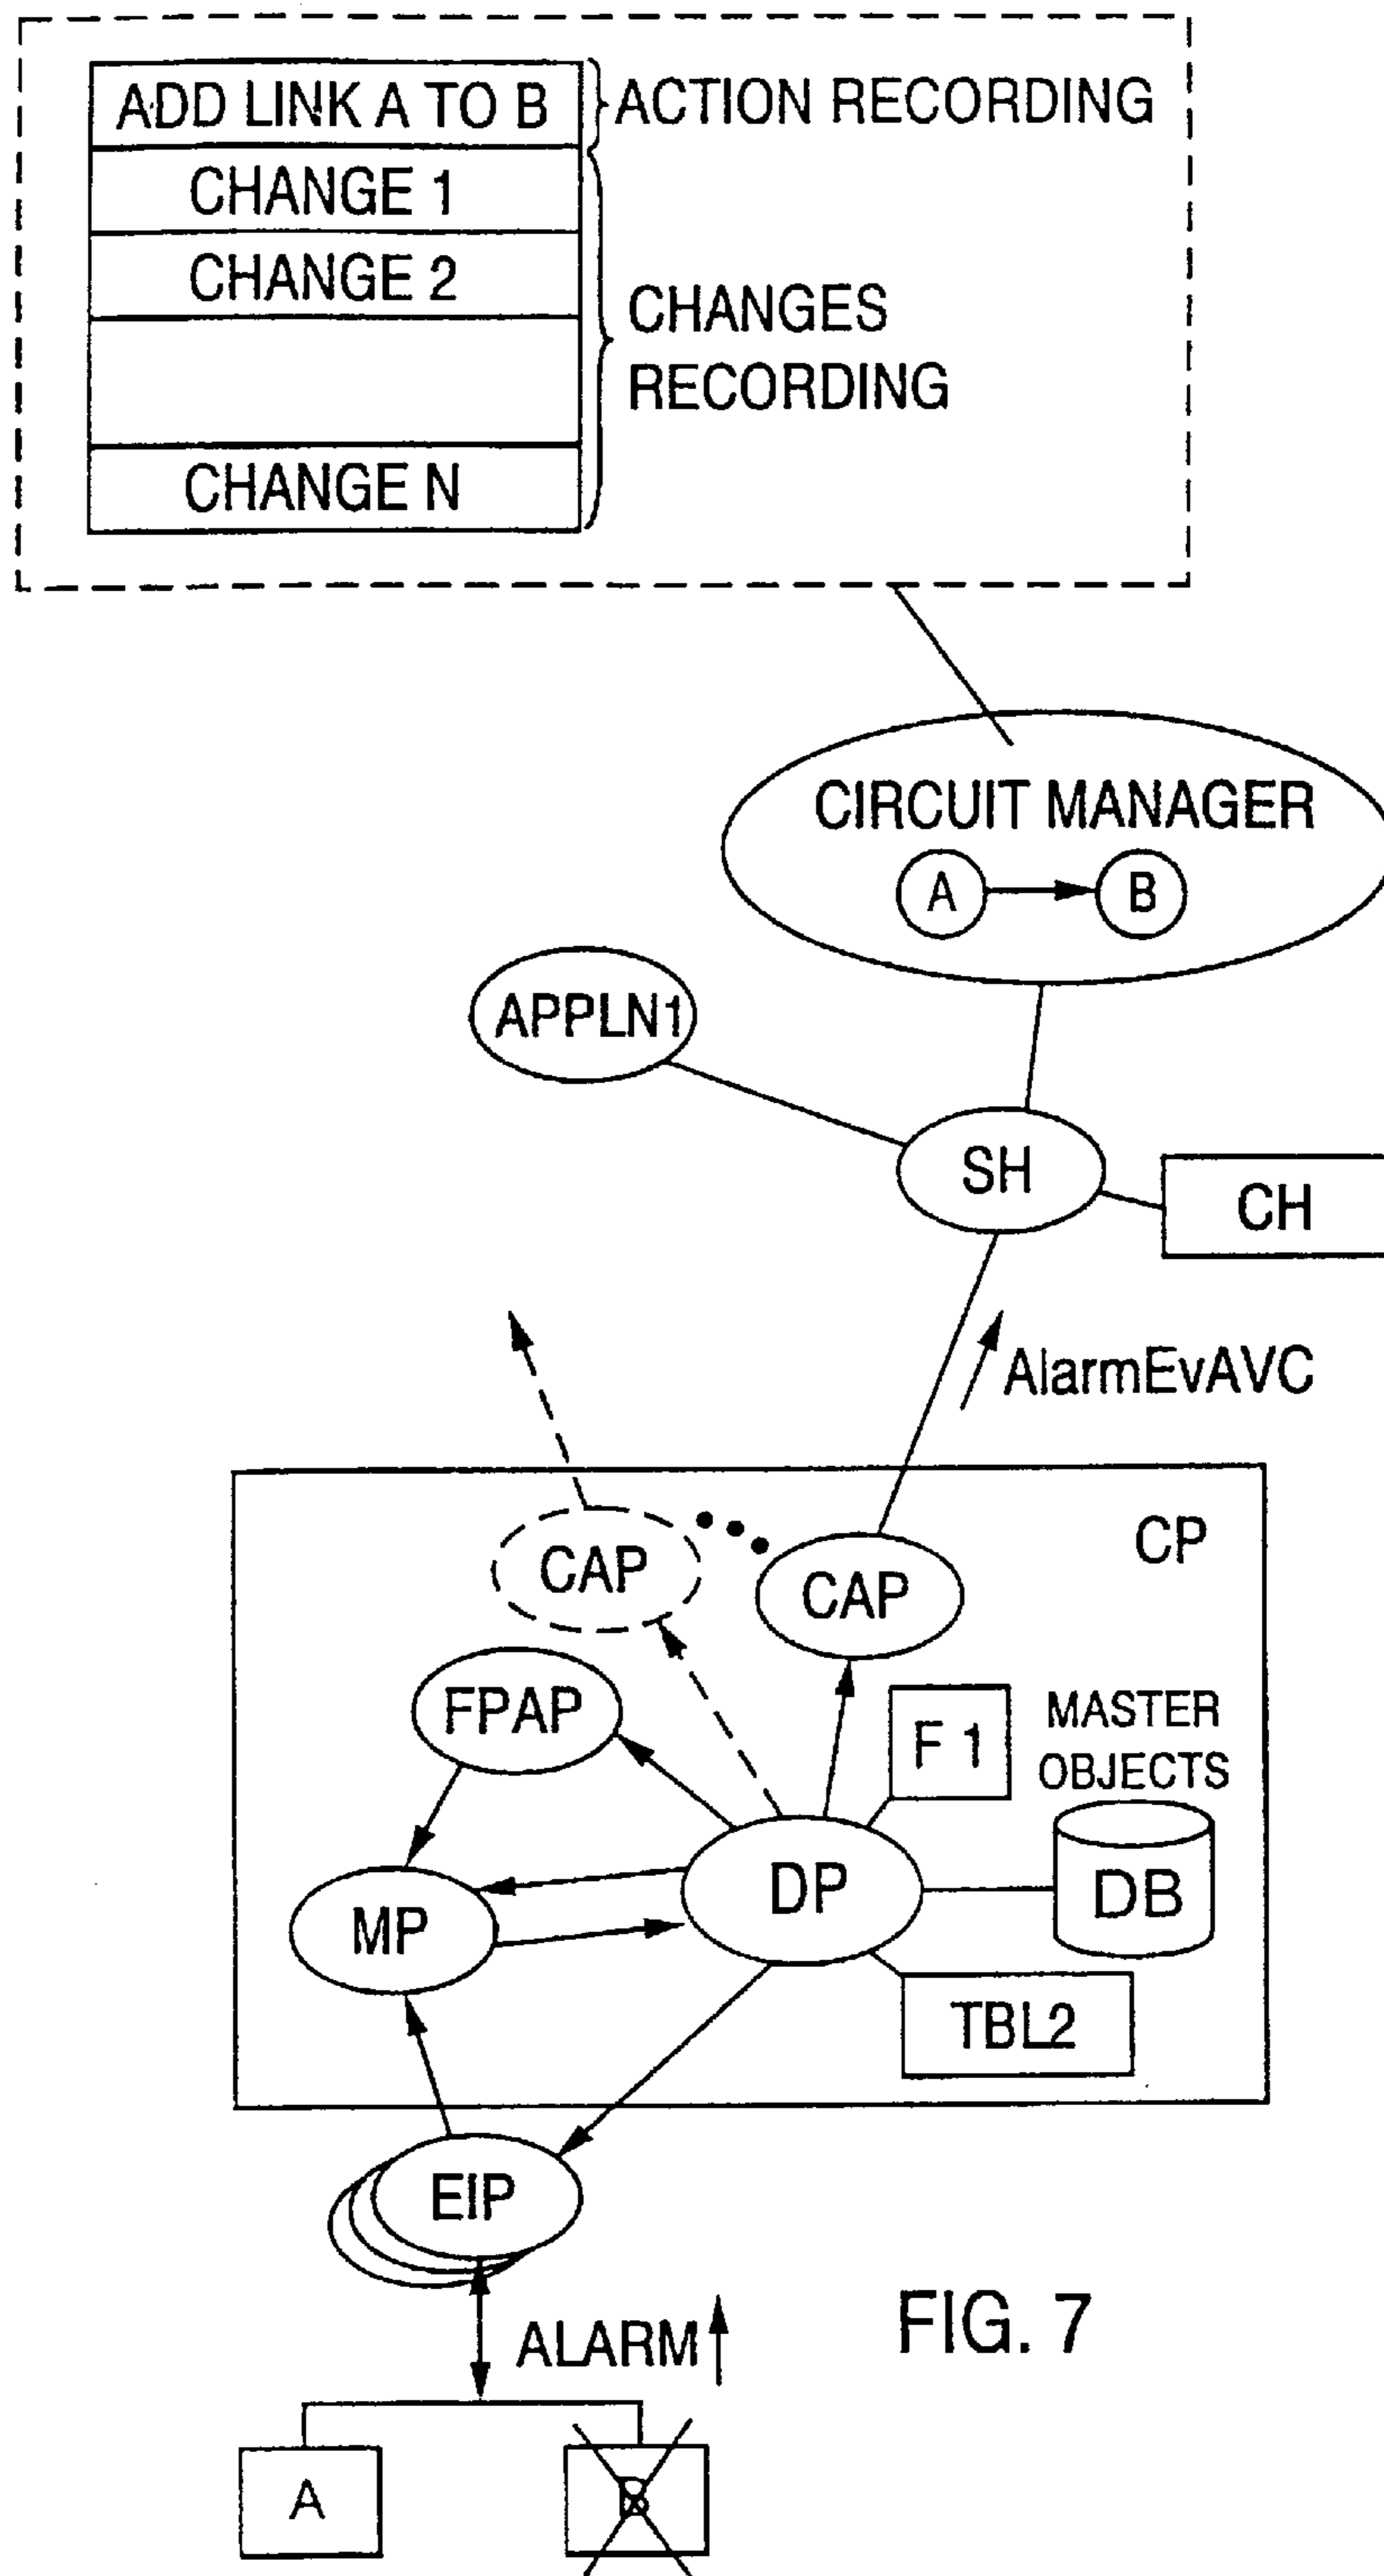 ADD LINK A TO B
ACTION RECORDING
CHANGE 1
CHANGE 2
CHANGES
RECORDING
CHANGE N
CIRCUIT MANAGER
A
B
APPLN1
SH
CH
AlarmEvAVC
CP
CAP
CAP
FPAP
F 1
MASTER
OBJECTS
MP
DP
DB
TBL2
EIP
ALARM
FIG. 7
A
B